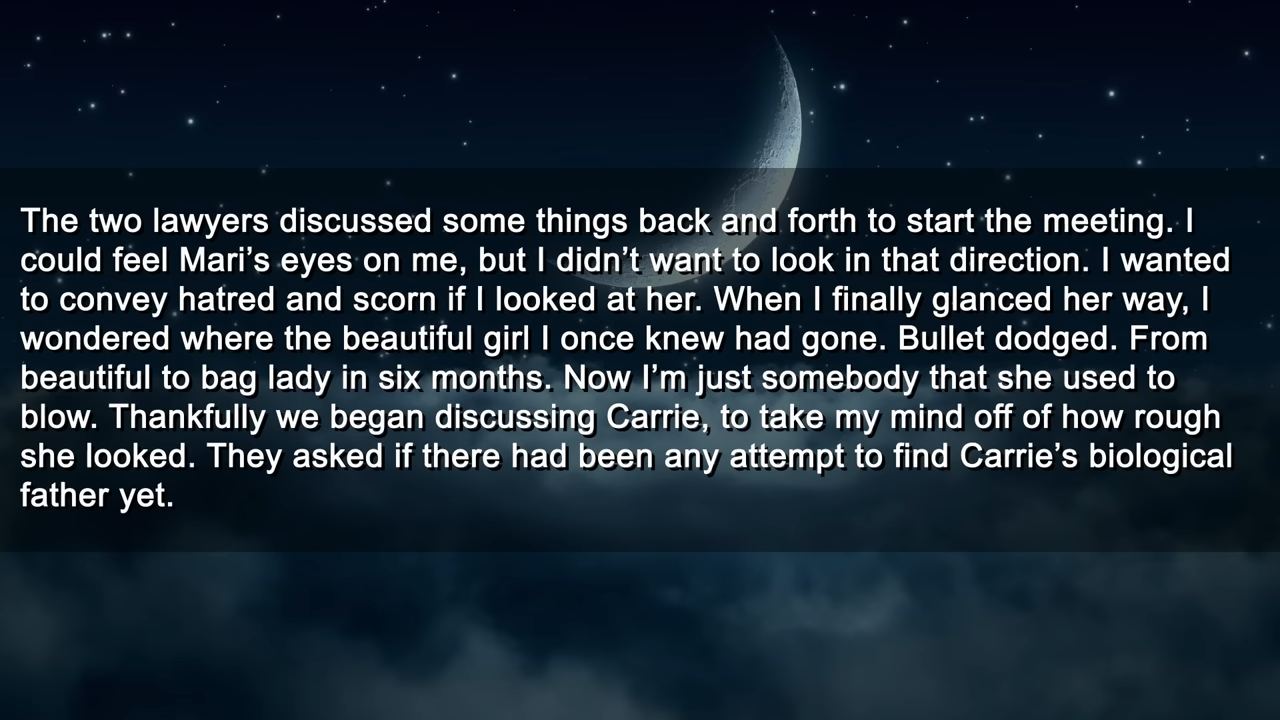 The two lawyers discussed some things back and forth to start the meeting. I
could feel Mari’s eyes on me, but I didn’t want to look in that direction. I wanted
to convey hatred and scorn if I looked at her. When I finally glanced her way, I
wondered where the beautiful girl I once knew had gone. Bullet dodged. From
beautiful to bag lady in six months. Now I’m just somebody that she used to
blow. Thankfully we began discussing Carrie, to take my mind off of how rough
she looked. They asked if there had been any attempt to find Carrie’s biological
father yet.